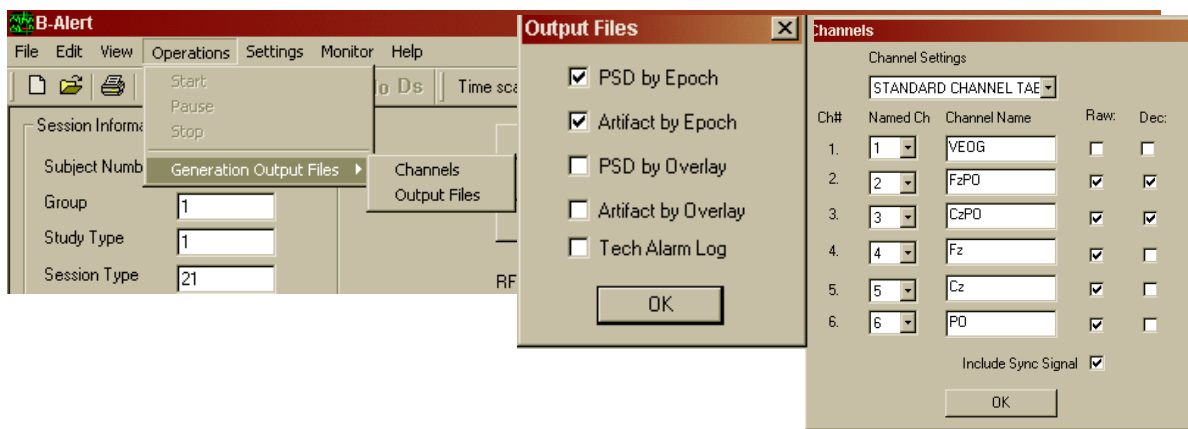 B-Alert
File Edit View Operations Settings Monitor Help
Time sca
Start
Pause
Stop
Generation Output Files
Channels
Output Files
Session Informa
Subject Numb
Group 1
Study Type 1
Session Type 21
RF
Output Files
PSD by Epoch
Artifact by Epoch
PSD by Overlay
Artifact by Overlay
Tech Alarm Log
OK
Channels
Channel Settings
STANDARD CHANNEL TAE
Ch# Named Ch Channel Name Raw: Dec:
1. 1 VEOG
2. 2 FzPO
3. 3 CzPO
4. 4 Fz
5. 5 Cz
6. 6 PO
Include Sync Signal
OK